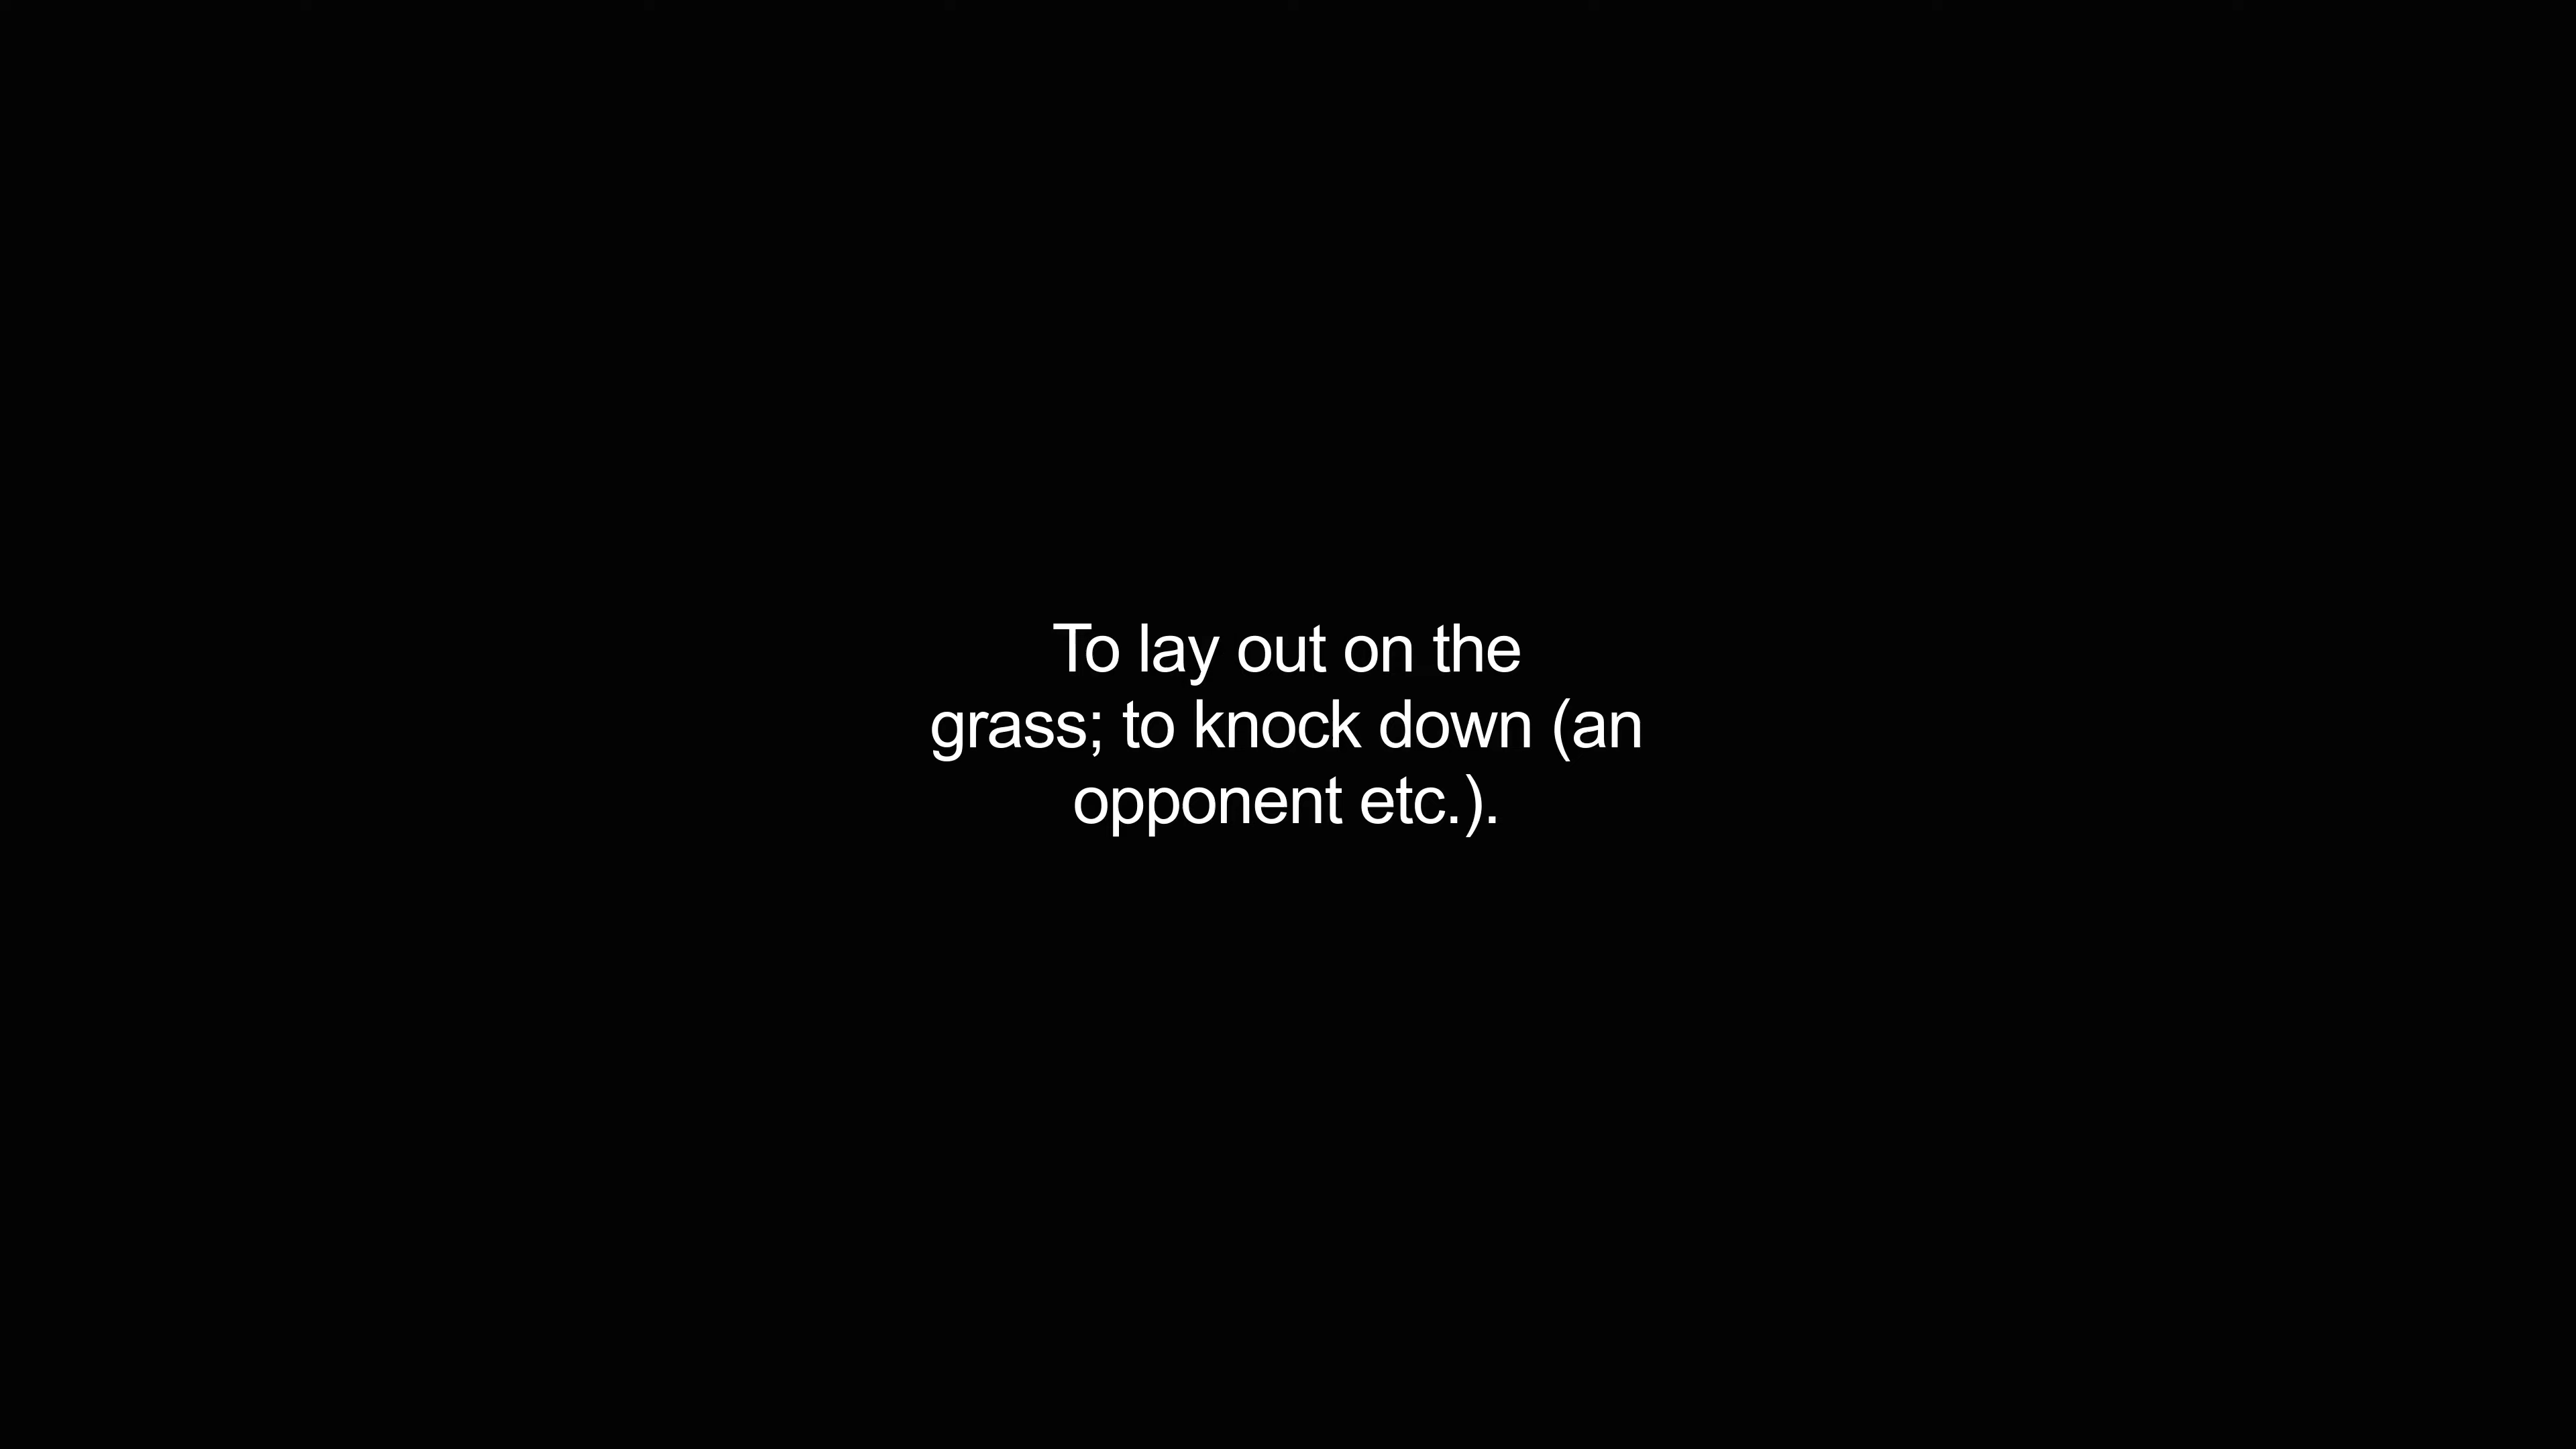 To lay out on the
grass; to knock down (an
opponent etc.).